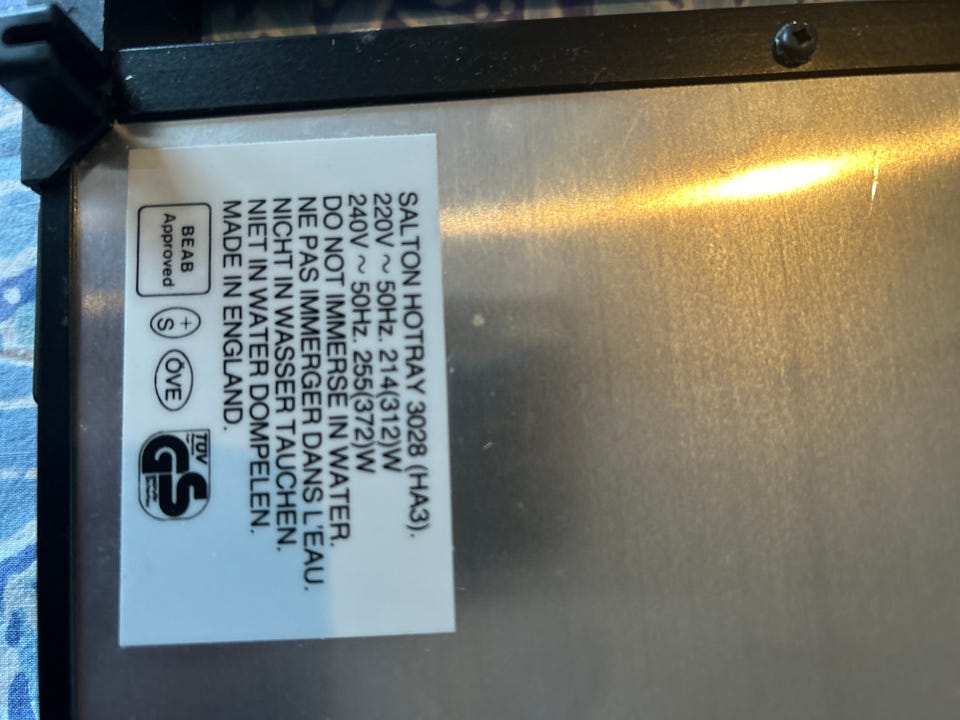 SALTON HOTRAY 3028 (HA3).
220V ~ 50Hz. 214(312)W
240V ~ 50Hz. 255(372)W
DO NOT IMMERSE IN WATER.
NE PAS IMMERGER DANS L'EAU.
NICHT IN WASSER TAUCHEN.
NIET IN WATER DOMPELEN.
MADE IN ENGLAND.
BEAB
Approved
+
S
ÖVE
TÜV
GS